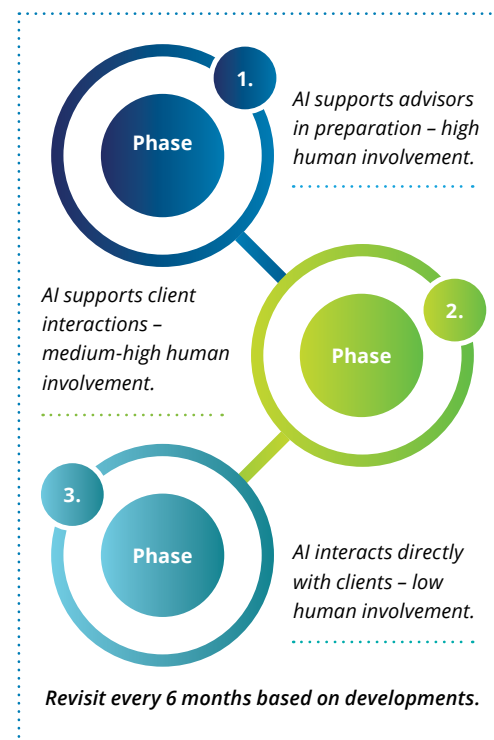 1.
Phase
AI supports advisors
in preparation – high
human involvement.
AI supports client
interactions –
medium-high human
involvement.
2.
Phase
3.
Phase
AI interacts directly
with clients – low
human involvement.
Revisit every 6 months based on developments.